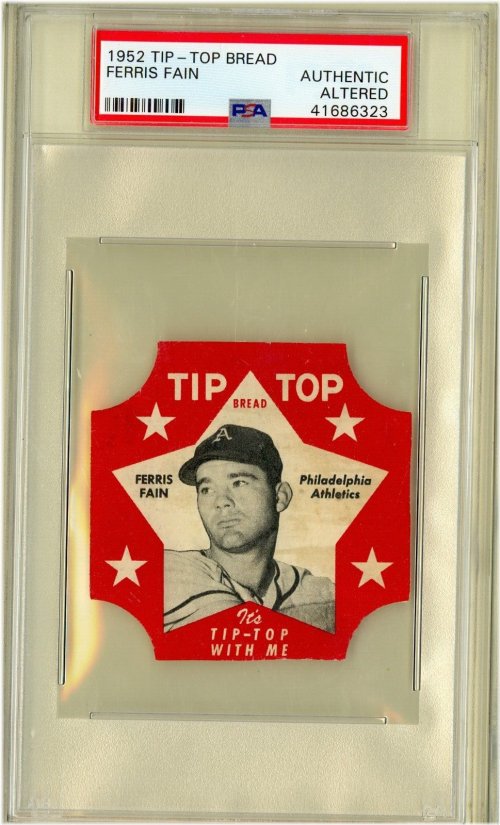 1952 TIP - TOP BREAD
FERRIS FAIN
AUTHENTIC
ALTERED
PSA
41686323
TIP TOP
BREAD
A
FERRIS
FAIN
Philadelphia
Athletics
It's
TIP-TOP
WITH ME